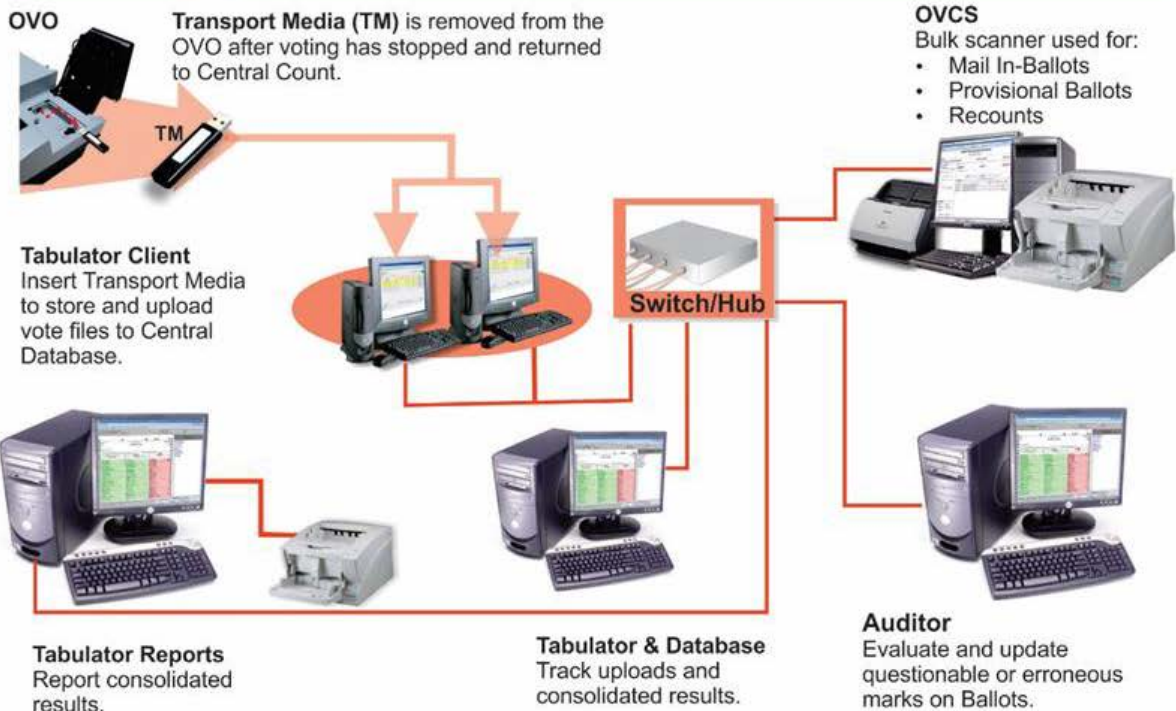 OVO
Transport Media (TM) is removed from the
OVO after voting has stopped and returned
to Central Count.
TM
OVCS
Bulk scanner used for:
• Mail In-Ballots
• Provisional Ballots
• Recounts
Tabulator Client
Insert Transport Media
to store and upload
vote files to Central
Database.
Switch/Hub
Tabulator Reports
Report consolidated
results.
Tabulator & Database
Track uploads and
consolidated results.
Auditor
Evaluate and update
questionable or erroneous
marks on Ballots.